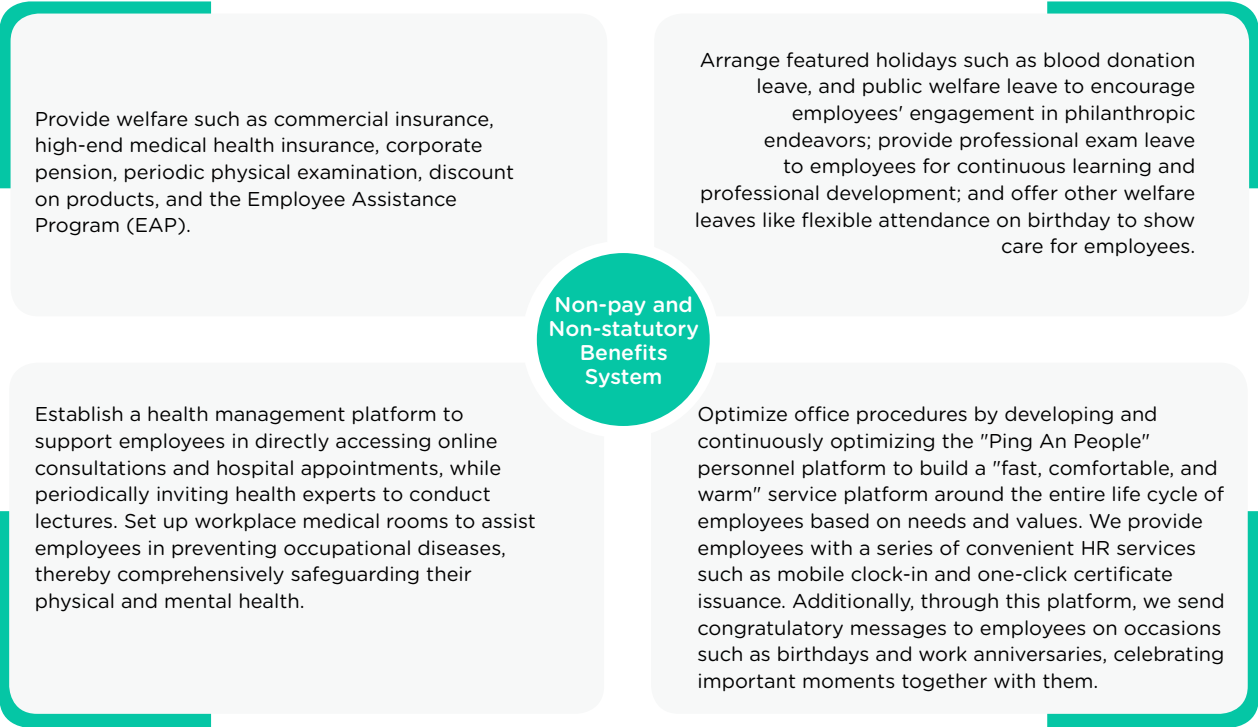 Provide welfare such as commercial insurance,
high-end medical health insurance, corporate
pension, periodic physical examination, discount
on products, and the Employee Assistance
Program (EAP).
Arrange featured holidays such as blood donation
leave, and public welfare leave to encourage
employees' engagement in philanthropic
endeavors; provide professional exam leave
to employees for continuous learning and
professional development; and offer other welfare
leaves like flexible attendance on birthday to show
care for employees.
Non-pay and
Non-statutory
Benefits
System
Establish a health management platform to
support employees in directly accessing online
consultations and hospital appointments, while
periodically inviting health experts to conduct
lectures. Set up workplace medical rooms to assist
employees in preventing occupational diseases,
thereby comprehensively safeguarding their
physical and mental health.
Optimize office procedures by developing and
continuously optimizing the "Ping An People"
personnel platform to build a "fast, comfortable, and
warm" service platform around the entire life cycle of
employees based on needs and values. We provide
employees with a series of convenient HR services
such as mobile clock-in and one-click certificate
issuance. Additionally, through this platform, we send
congratulatory messages to employees on occasions
such as birthdays and work anniversaries, celebrating
important moments together with them.